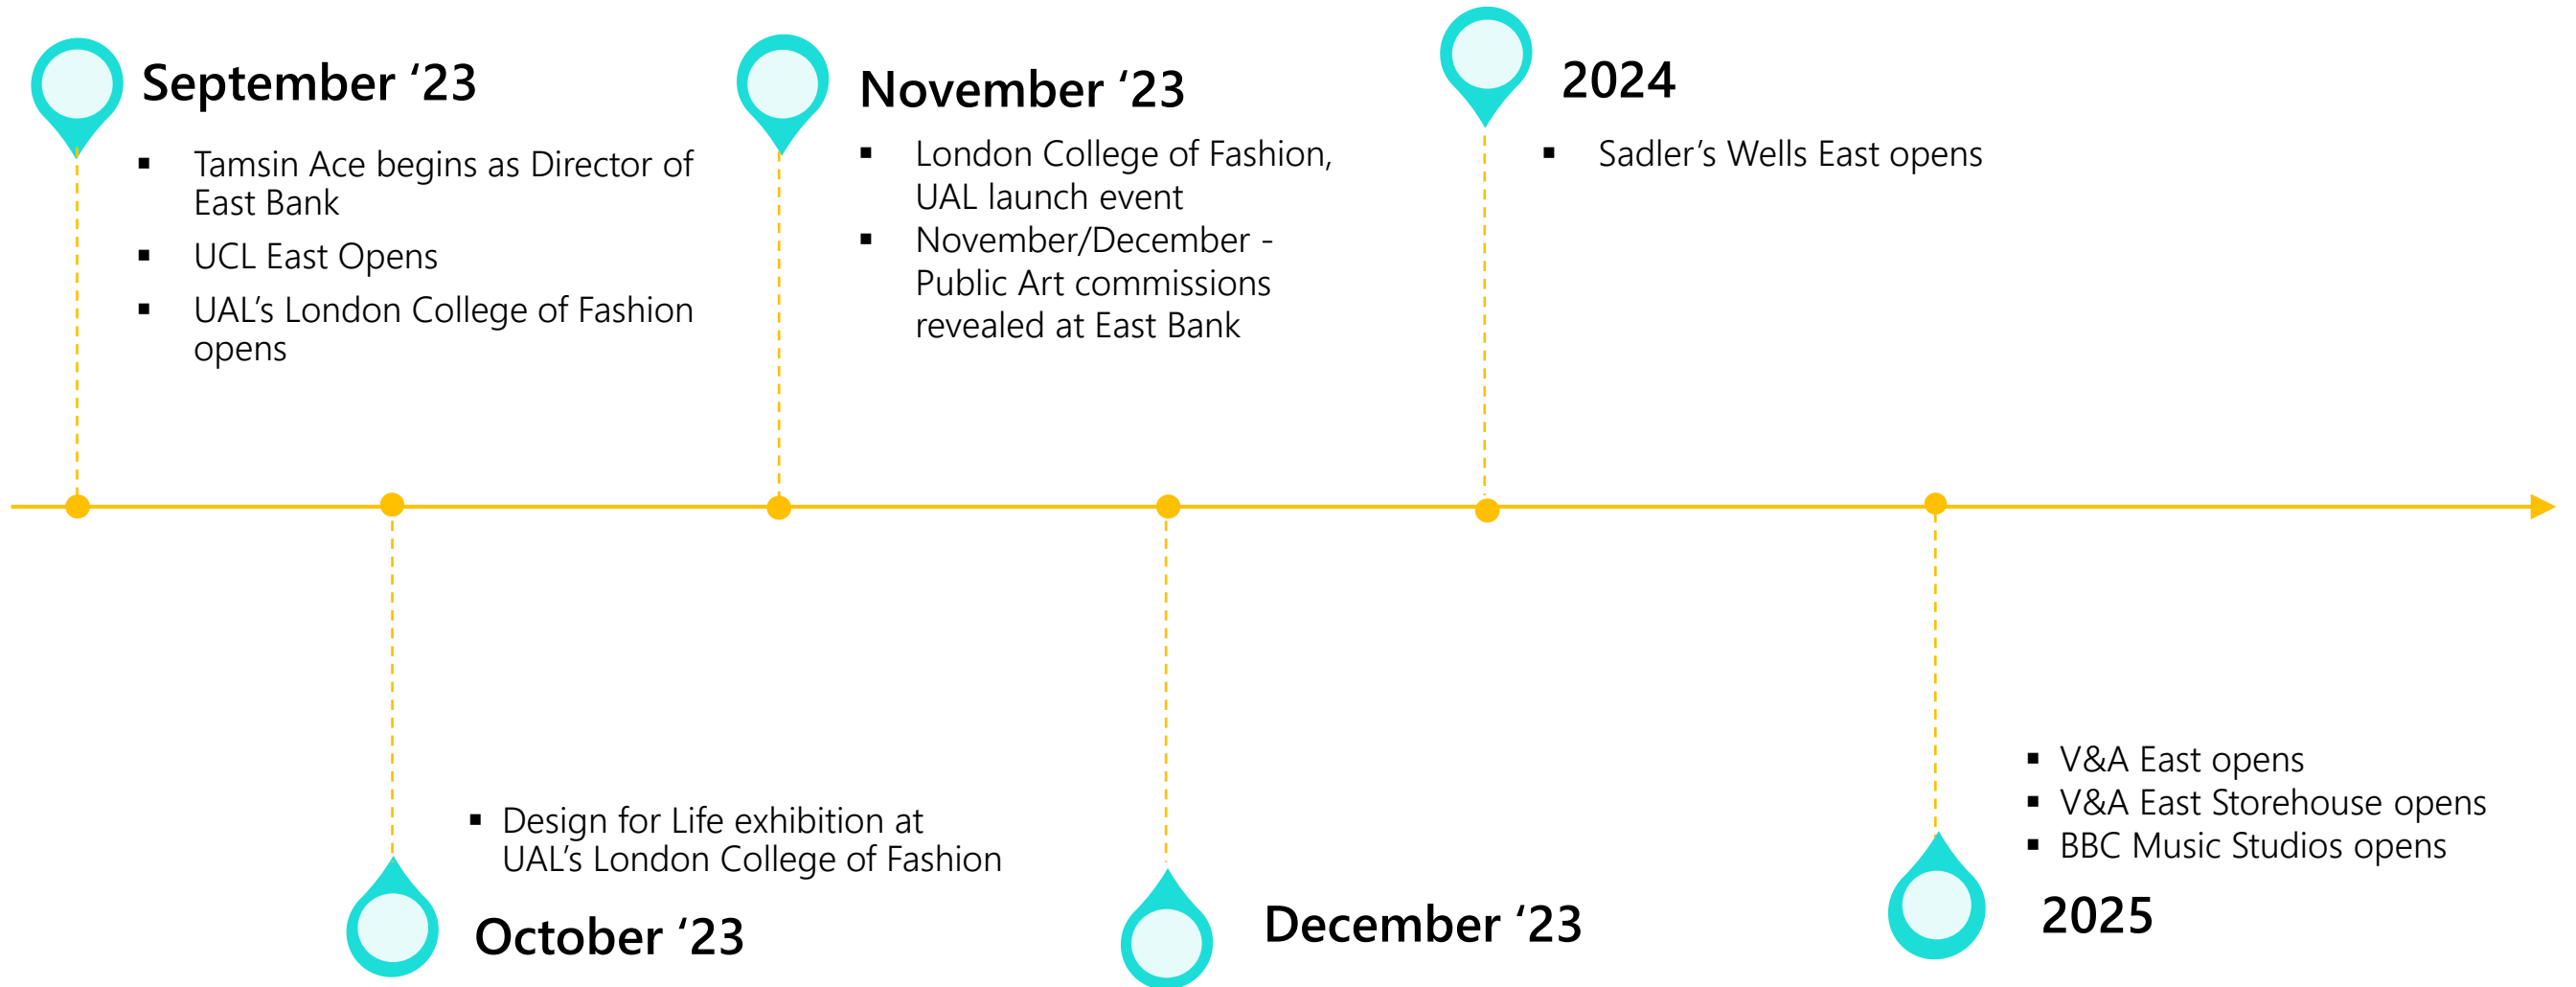 September ‘23
▪ Tamsin Ace begins as Director of
East Bank
▪ UCL East Opens
▪ UAL’s London College of Fashion
opens
November ‘23
▪ London College of Fashion,
UAL launch event
▪ November/December -
Public Art commissions
revealed at East Bank
2024
▪ Sadler’s Wells East opens
▪ Design for Life exhibition at
UAL’s London College of Fashion
October ‘23
December ‘23
▪ V&A East opens
▪ V&A East Storehouse opens
▪ BBC Music Studios opens
2025